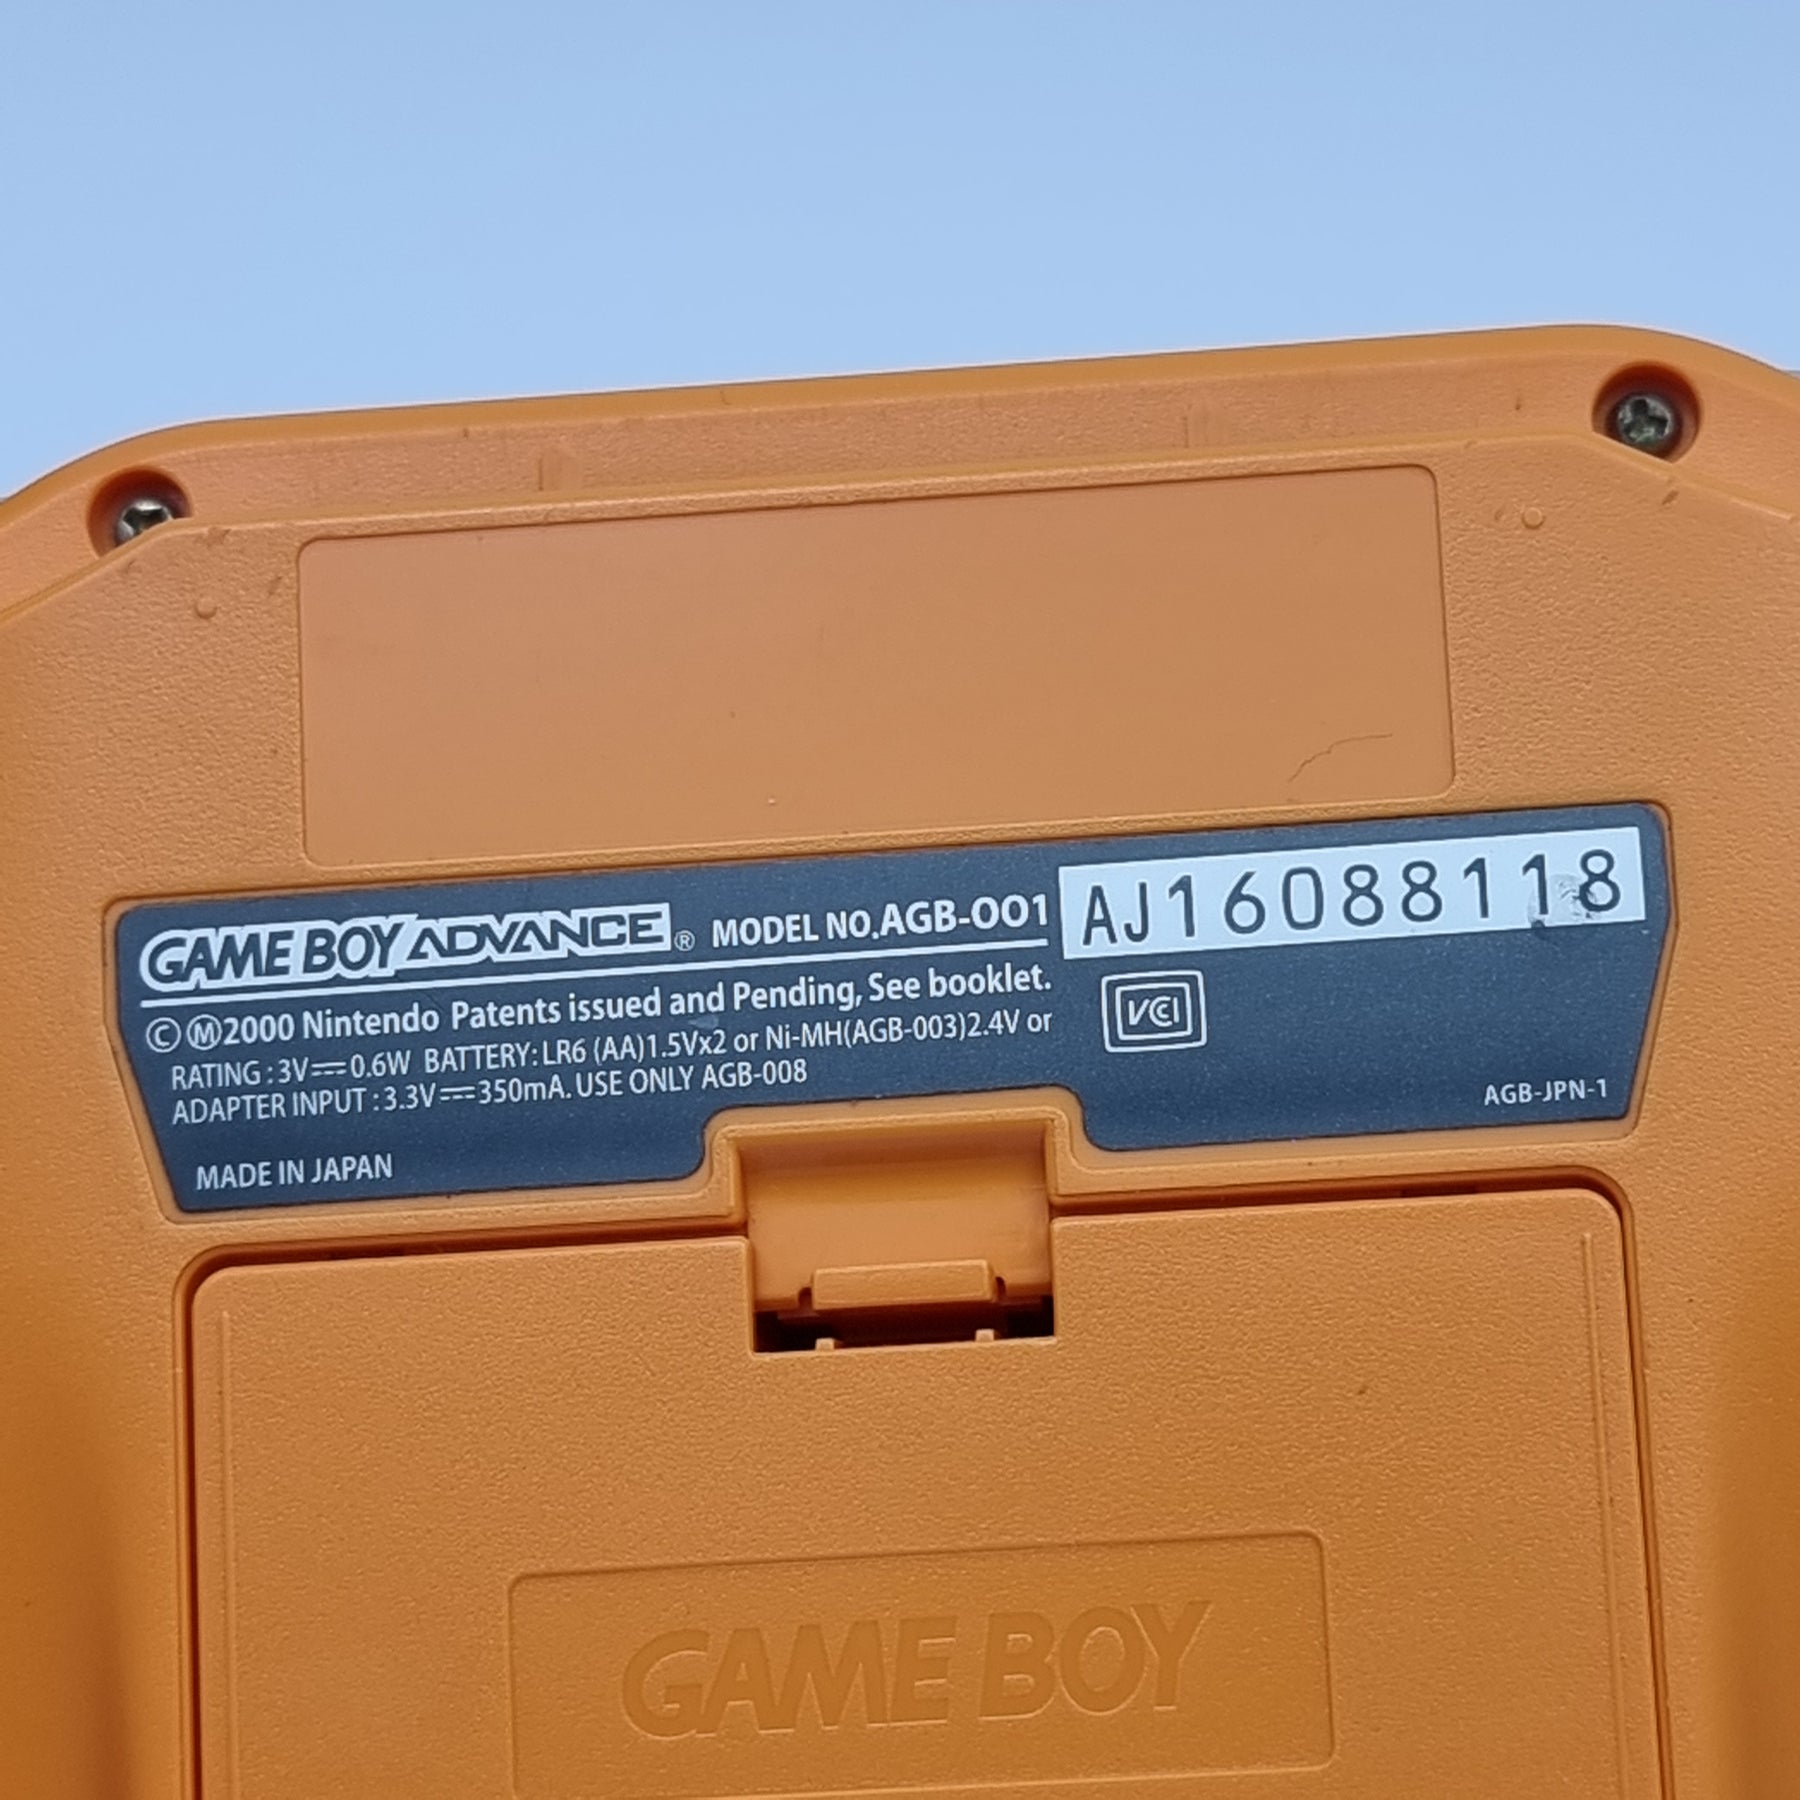 GAME BOY ADVANCE ® MODEL NO.AGB-001 AJ16088118
Ⓒ Ⓜ2000 Nintendo Patents issued and Pending, See booklet.
VCCI
RATING : 3V⎓0.6W BATTERY: LR6 (AA)1.5Vx2 or Ni-MH(AGB-003)2.4V or
ADAPTER INPUT : 3.3V⎓350mA. USE ONLY AGB-008
AGB-JPN-1
MADE IN JAPAN
GAME BOY